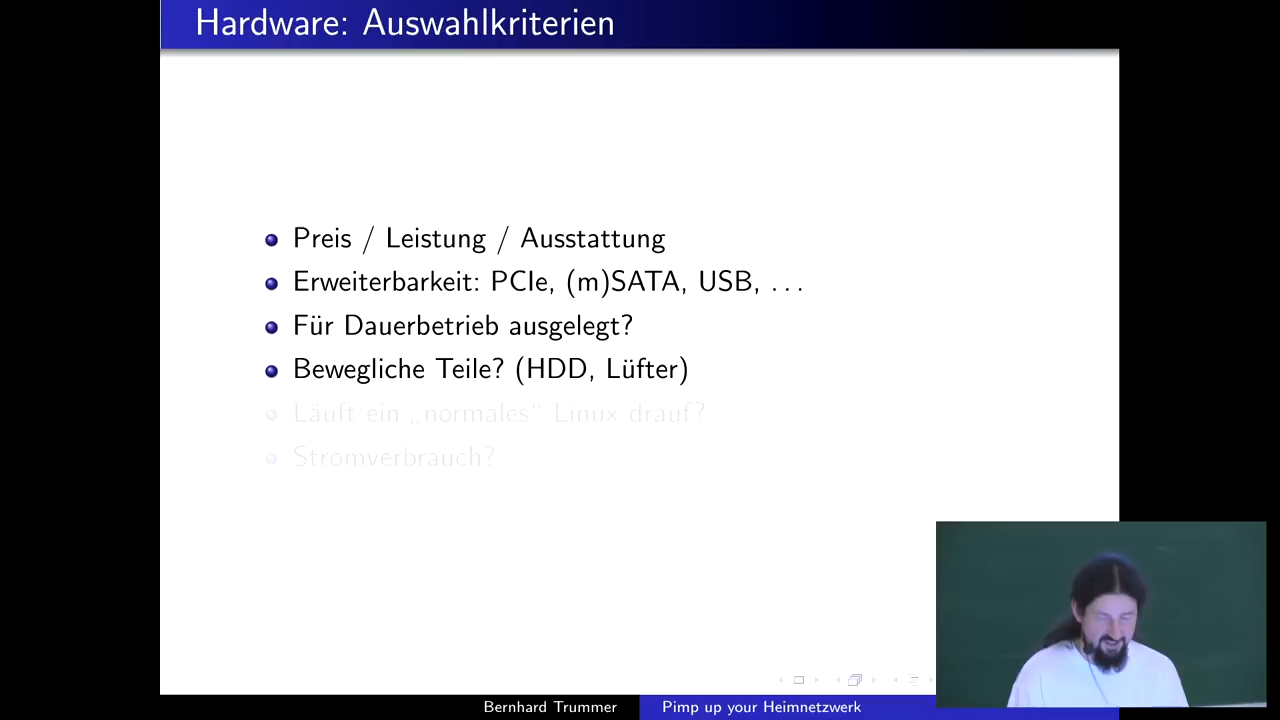 Hardware: Auswahlkriterien
Preis / Leistung / Ausstattung
Erweiterbarkeit: PCIe, (m)SATA, USB, ...
Für Dauerbetrieb ausgelegt?
Bewegliche Teile? (HDD, Lüfter)
Läuft ein „normales“ Linux drauf?
Stromverbrauch?
Bernhard Trummer
Pimp up your Heimnetzwerk